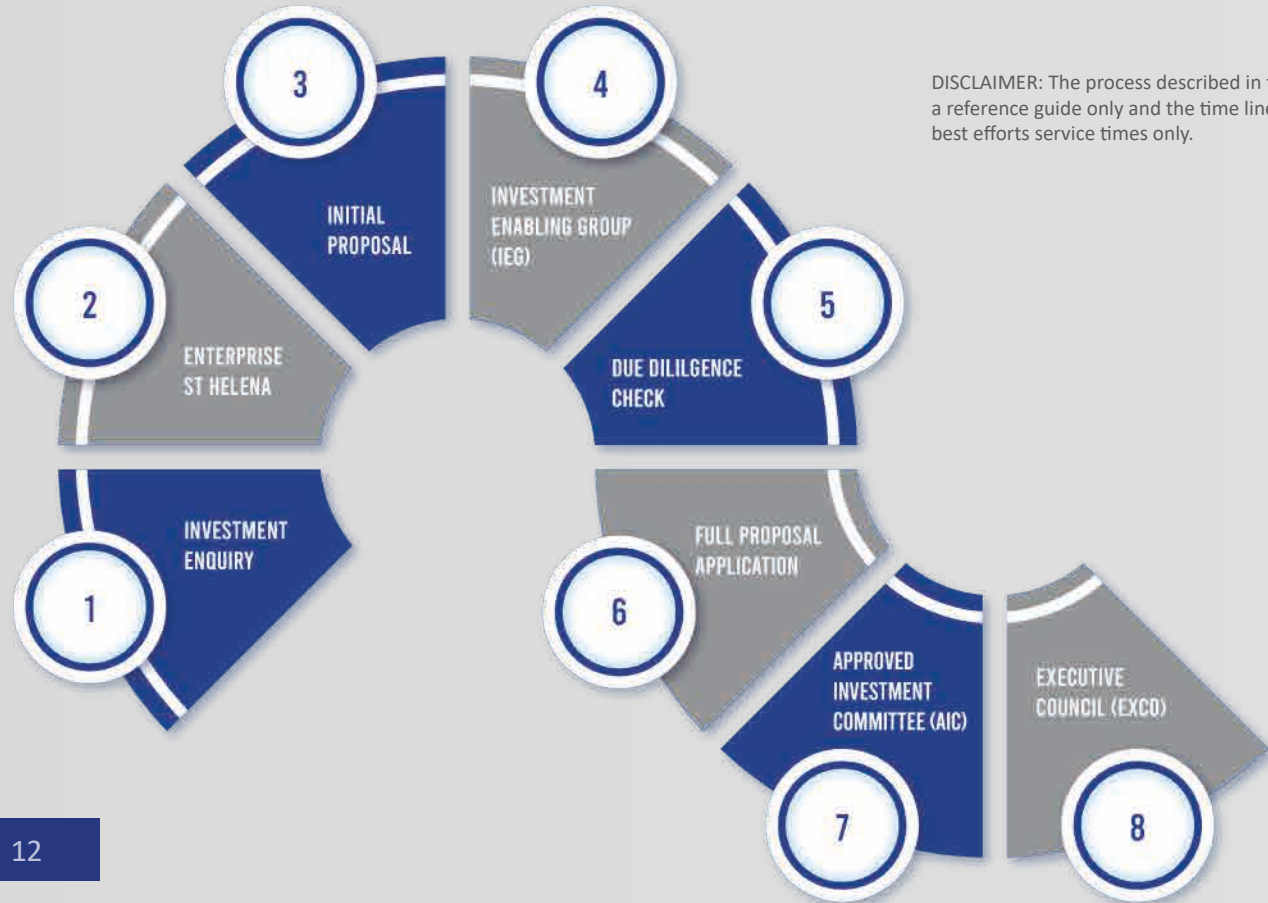 3
4
DISCLAIMER: The process described in
a reference guide only and the time
best efforts service times only.
INITIAL
PROPOSAL
INVESTMENT
ENABLING GROUP
(IEG)
2
ENTERPRISE
ST HELENA
5
DUE DILILGENCE
CHECK
1
INVESTMENT
ENQUIRY
6
FULL PROPOSAL
APPLICATION
7
APPROVED
INVESTMENT
COMMITTEE (AIC)
8
EXECUTIVE
COUNCIL (EXCO)
12